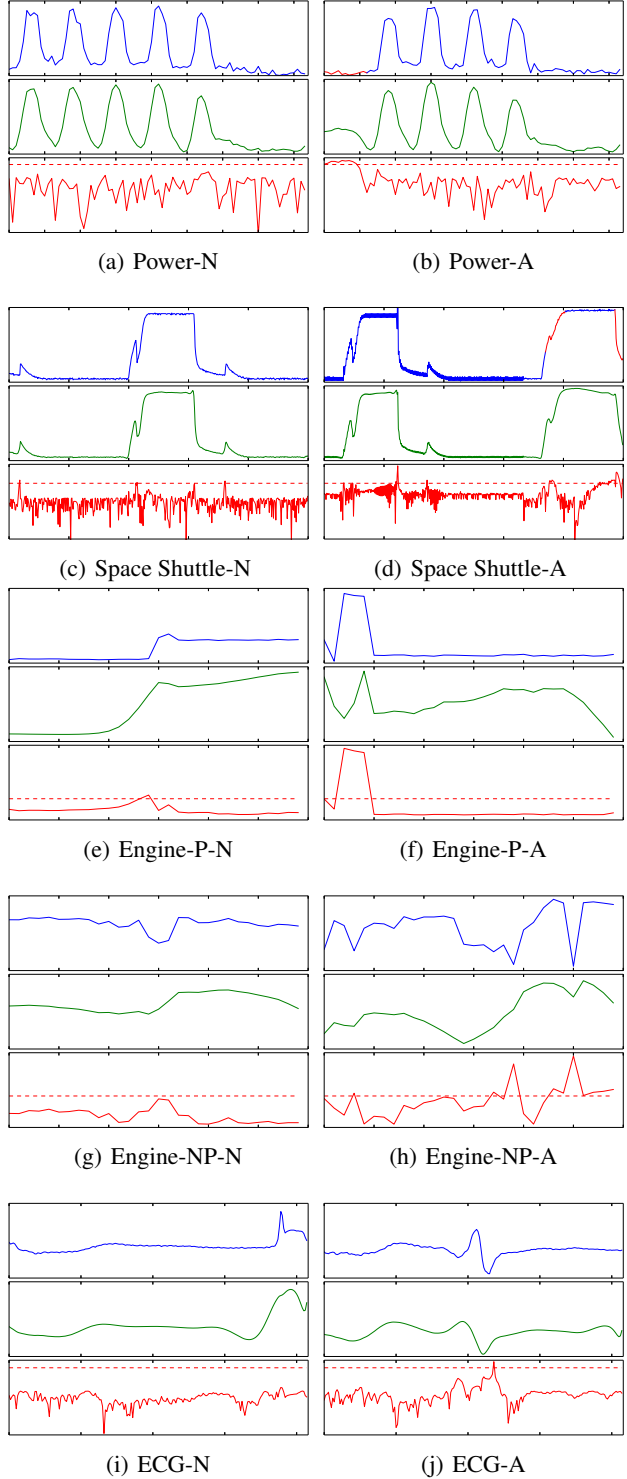 (a) Power-N
(b) Power-A
(c) Space Shuttle-N
(d) Space Shuttle-A
(e) Engine-P-N
(f) Engine-P-A
(g) Engine-NP-N
(h) Engine-NP-A
(i) ECG-N
(j) ECG-A